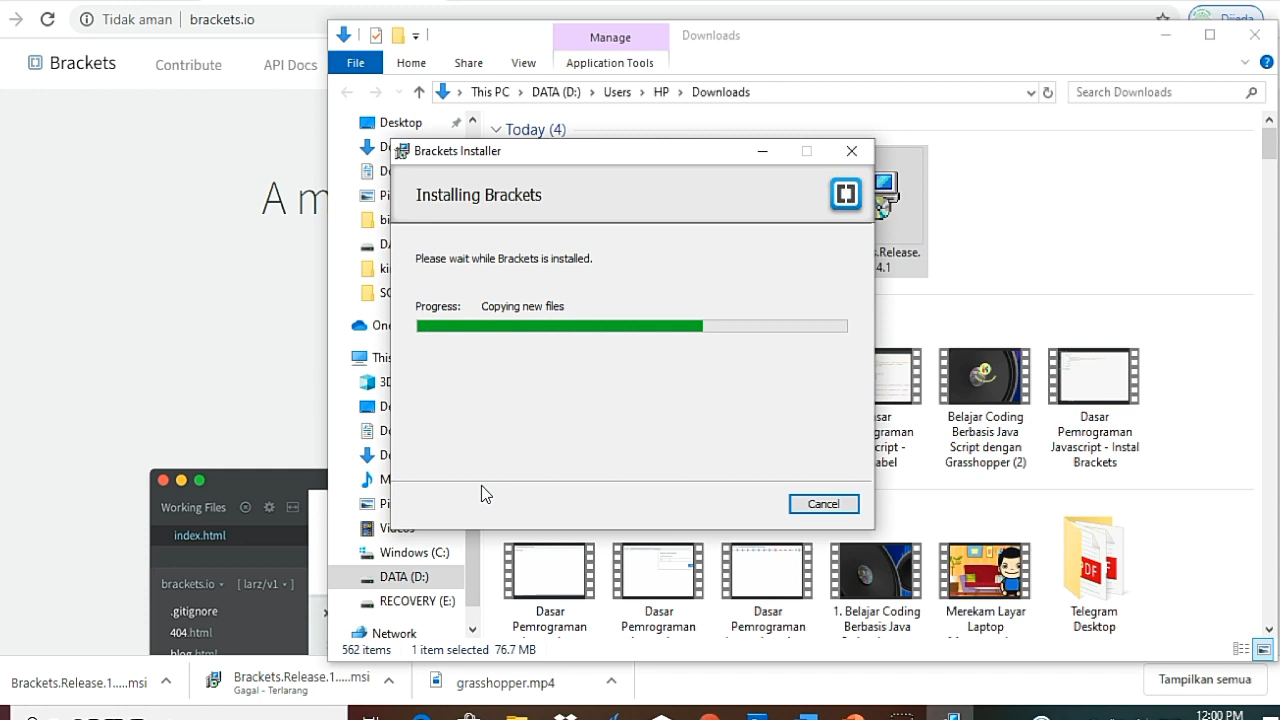 Tidak aman
brackets.io
Brackets
Contribute
API Docs
A m
Manage
Downloads
File
Home
Share
View
Application Tools
This PC > DATA (D:) > Users > HP > Downloads
Search Downloads
Desktop
Today (4)
Brackets Installer
Installing Brackets
Please wait while Brackets is installed.
Progress: Copying new files
Cancel
s.Release.
4.1
Windows (C:)
DATA (D:)
RECOVERY (E:)
Network
Belajar Coding
Berbasis Java
Script dengan
Grasshopper (2)
Dasar
Pemrograman
Javascript - Instal
Brackets
Dasar
Pemrograman
Dasar
Pemrograman
Dasar
Pemrograman
1. Belajar Coding
Berbasis Java
Merekam Layar
Laptop
PDF
Telegram
Desktop
562 items
1 item selected 76.7 MB
Working Files
index.html
brackets.io
[ larz/v1 ]
.gitignore
404.html
blog.html
Brackets.Release.1.....msi
Brackets.Release.1.....msi
Gagal - Terlarang
grasshopper.mp4
Tampilkan semua
12:00 PM